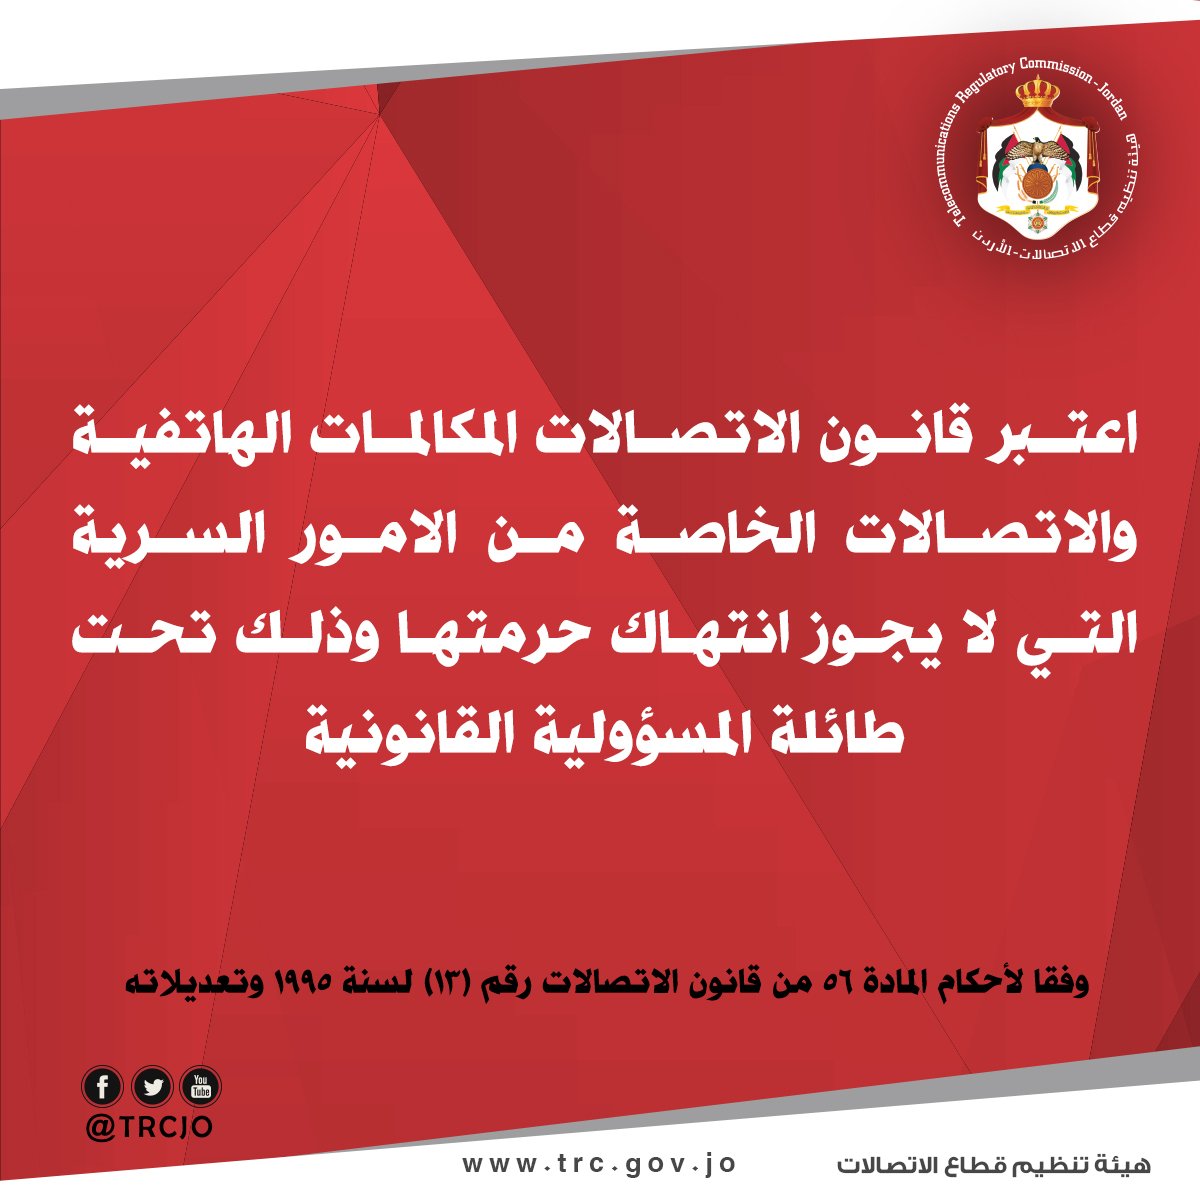 Telecommunications Regulatory Commission - Jordan
هيئة تنظيم قطاع الاتصالات - الأردن
اعتبر قانون الاتصالات المكالمات الهاتفية
والاتصالات الخاصة من الامور السرية
التي لا يجوز انتهاك حرمتها وذلك تحت
طائلة المسؤولية القانونية
وفقا لأحكام المادة ٥٦ من قانون الاتصالات رقم (١٣) لسنة ١٩٩٥ وتعديلاته
You Tube
@TRCJO
www.trc.gov.jo
هيئة تنظيم قطاع الاتصالات